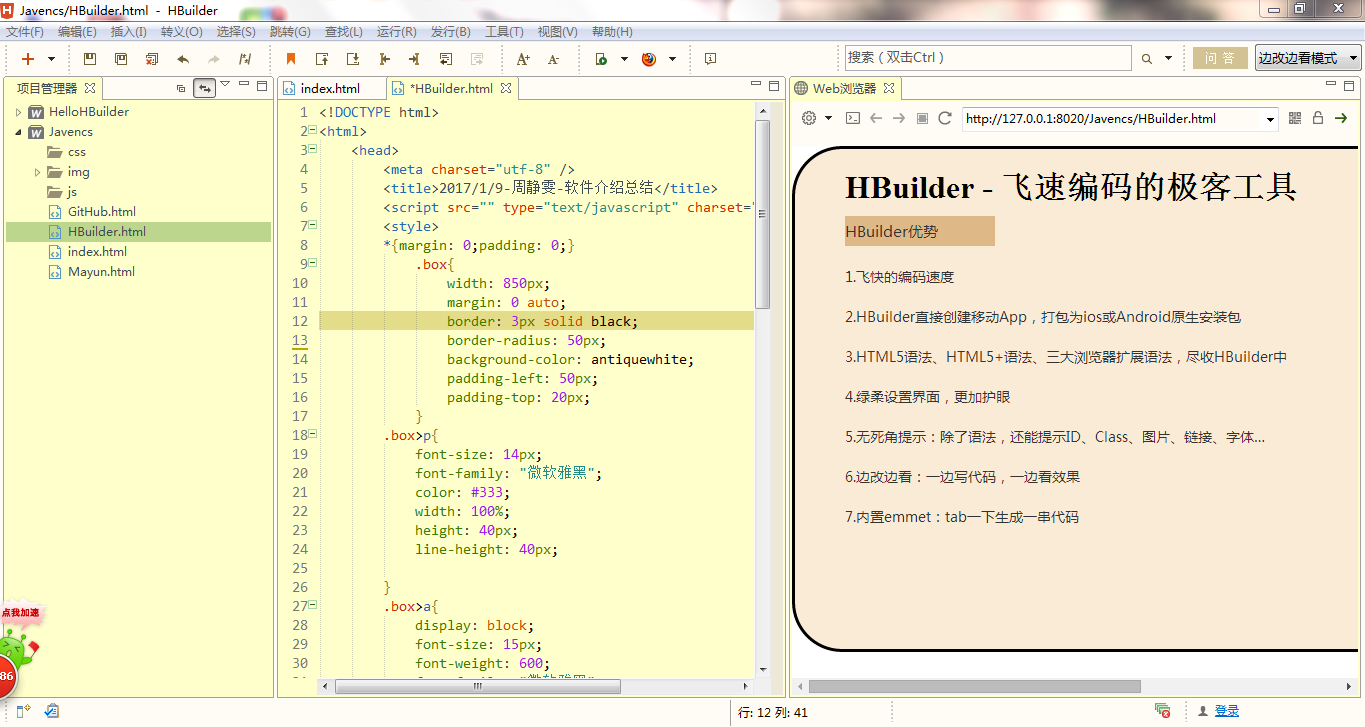 Javencs/HBuilder.html - HBuilder
文件(F) 编辑(E) 插入(I) 转义(O) 选择(S) 跳转(G) 查找(L) 运行(R) 发行(B) 工具(T) 视图(V) 帮助(H)
搜索（双击Ctrl） 问 答 边改边看模式
项目管理器
HelloHBuilder
Javencs
css
img
js
GitHub.html
HBuilder.html
index.html
Mayun.html
点我加速
86
index.html *HBuilder.html
1 <!DOCTYPE html>
2 <html>
3 <head>
4 <meta charset="utf-8" />
5 <title>2017/1/9-周静雯-软件介绍总结</title>
6 <script src="" type="text/javascript" charset="
7 <style>
8 *{margin: 0;padding: 0;}
9 .box{
10 width: 850px;
11 margin: 0 auto;
12 border: 3px solid black;
13 border-radius: 50px;
14 background-color: antiquewhite;
15 padding-left: 50px;
16 padding-top: 20px;
17 }
18 .box>p{
19 font-size: 14px;
20 font-family: "微软雅黑";
21 color: #333;
22 width: 100%;
23 height: 40px;
24 line-height: 40px;
25
26 }
27 .box>a{
28 display: block;
29 font-size: 15px;
30 font-weight: 600;
Web浏览器
http://127.0.0.1:8020/Javencs/HBuilder.html
HBuilder - 飞速编码的极客工具
HBuilder优势
1.飞快的编码速度
2.HBuilder直接创建移动App，打包为ios或Android原生安装包
3.HTML5语法、HTML5+语法、三大浏览器扩展语法，尽收HBuilder中
4.绿柔设置界面，更加护眼
5.无死角提示：除了语法，还能提示ID、Class、图片、链接、字体...
6.边改边看：一边写代码，一边看效果
7.内置emmet：tab一下生成一串代码
行: 12 列: 41
登录